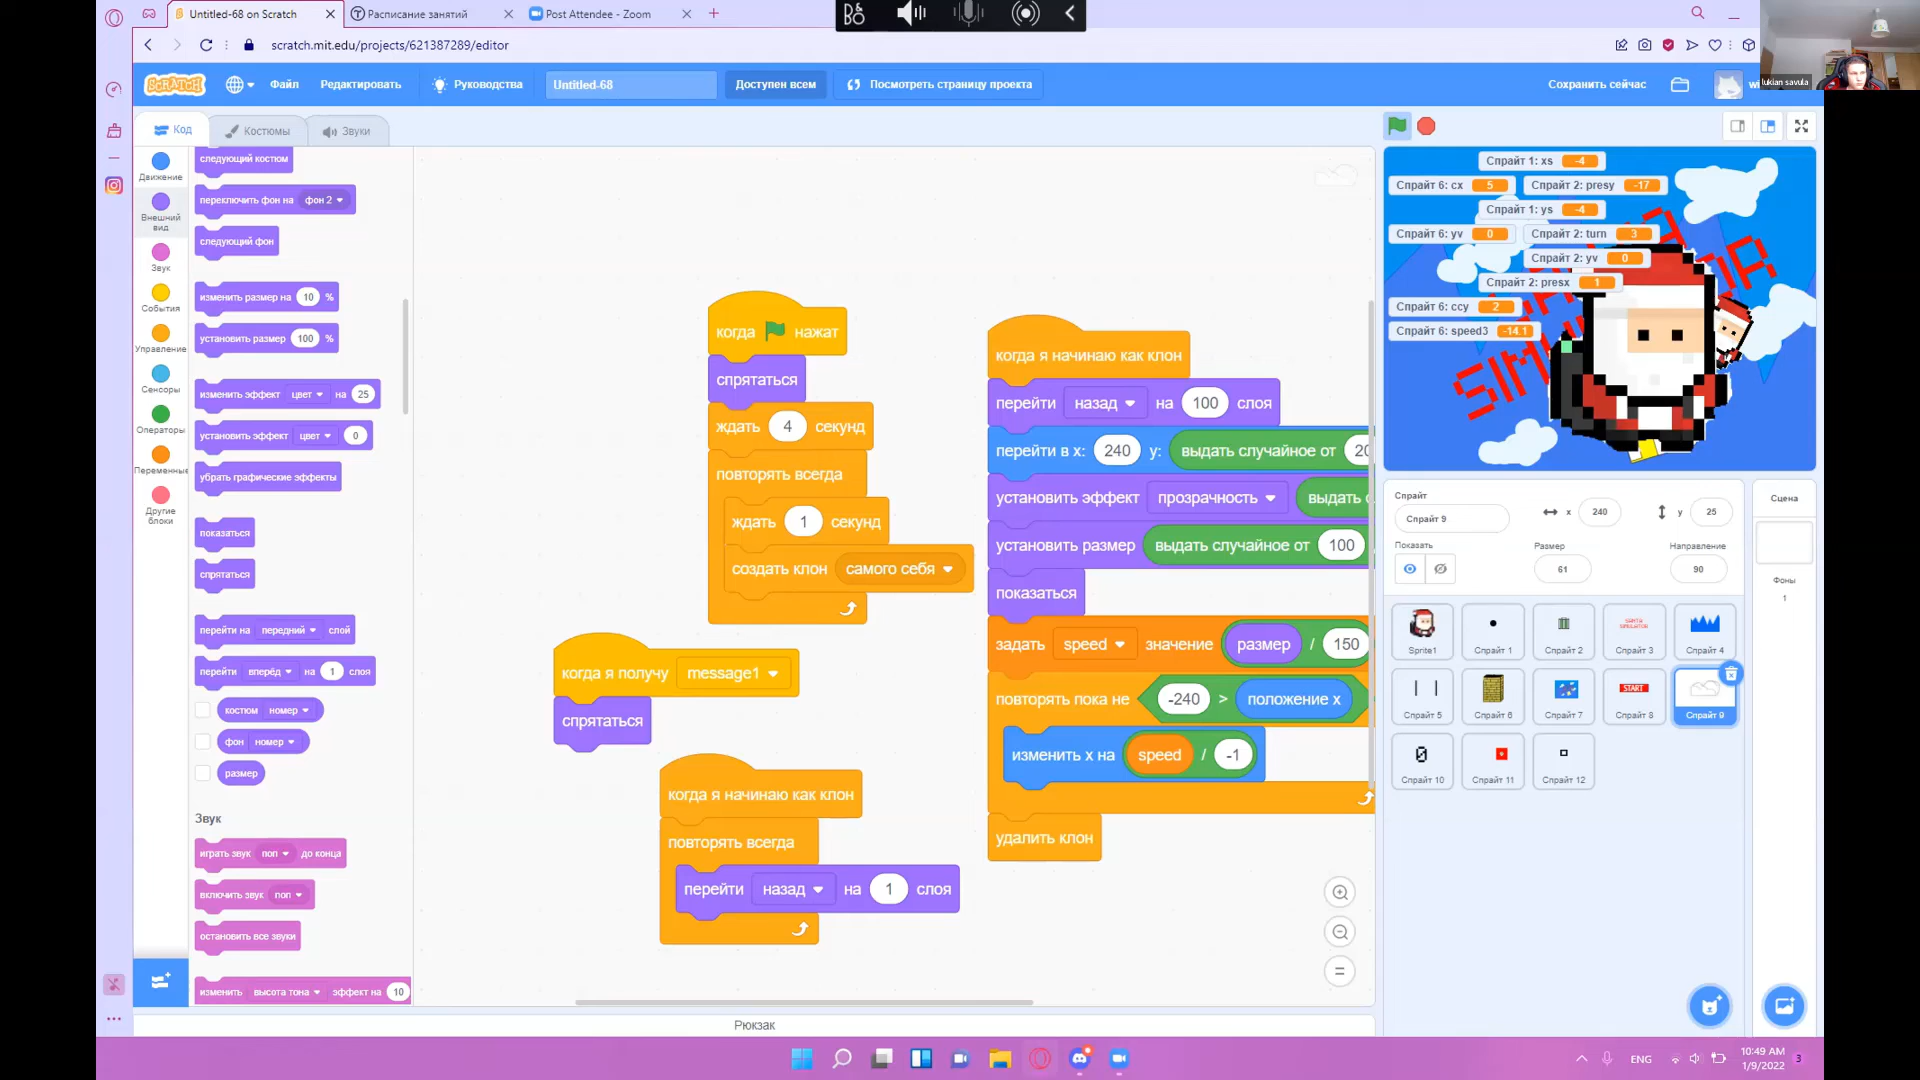 Untitled-68 on Scratch
Расписание занятий
Post Attendee - Zoom
scratch.mit.edu/projects/621387289/editor
lukian savula
SCRATCH
Файл
Редактировать
Руководства
Untitled-68
Доступен всем
Посмотреть страницу проекта
Сохранить сейчас
Код
Костюмы
Звуки
Движение
Внешний вид
Звук
События
Управление
Сенсоры
Операторы
Переменные
Другие блоки
следующий костюм
переключить фон на фон 2
следующий фон
изменить размер на 10 %
установить размер 100 %
изменить эффект цвет на 25
установить эффект цвет 0
убрать графические эффекты
показаться
спрятаться
перейти на передний слой
перейти вперёд на 1 слоя
костюм номер
фон номер
размер
Звук
играть звук поп до конца
включить звук поп
остановить все звуки
изменить высота тона эффект на 10
когда нажат
спрятаться
ждать 4 секунд
повторять всегда
ждать 1 секунд
создать клон самого себя
когда я получу message1
спрятаться
когда я начинаю как клон
повторять всегда
перейти назад на 1 слоя
когда я начинаю как клон
перейти назад на 100 слоя
перейти в x: 240 y: выдать случайное от
установить эффект прозрачность
установить размер выдать случайное от 100
показаться
задать speed значение размер / 150
повторять пока не -240 > положение x
изменить x на speed / -1
удалить клон
Рюкзак
Спрайт 1: xs -4
Спрайт 6: cx 5
Спрайт 2: presy -17
Спрайт 1: ys -4
Спрайт 6: yv 0
Спрайт 2: turn 3
Спрайт 2: yv 0
Спрайт 2: presx 1
Спрайт 6: ccy 2
Спрайт 6: speed3 -14.1
Спрайт
Спрайт 9
x 240
y 25
Показать
Размер
61
Направление
90
Сцена
Фоны
1
Sprite1
Спрайт 1
Спрайт 2
SANTA
SIMULATOR
Спрайт 3
Спрайт 4
Спрайт 5
Спрайт 6
Спрайт 7
START
Спрайт 8
Спрайт 9
Спрайт 10
Спрайт 11
Спрайт 12
ENG
10:49 AM
1/9/2022
3